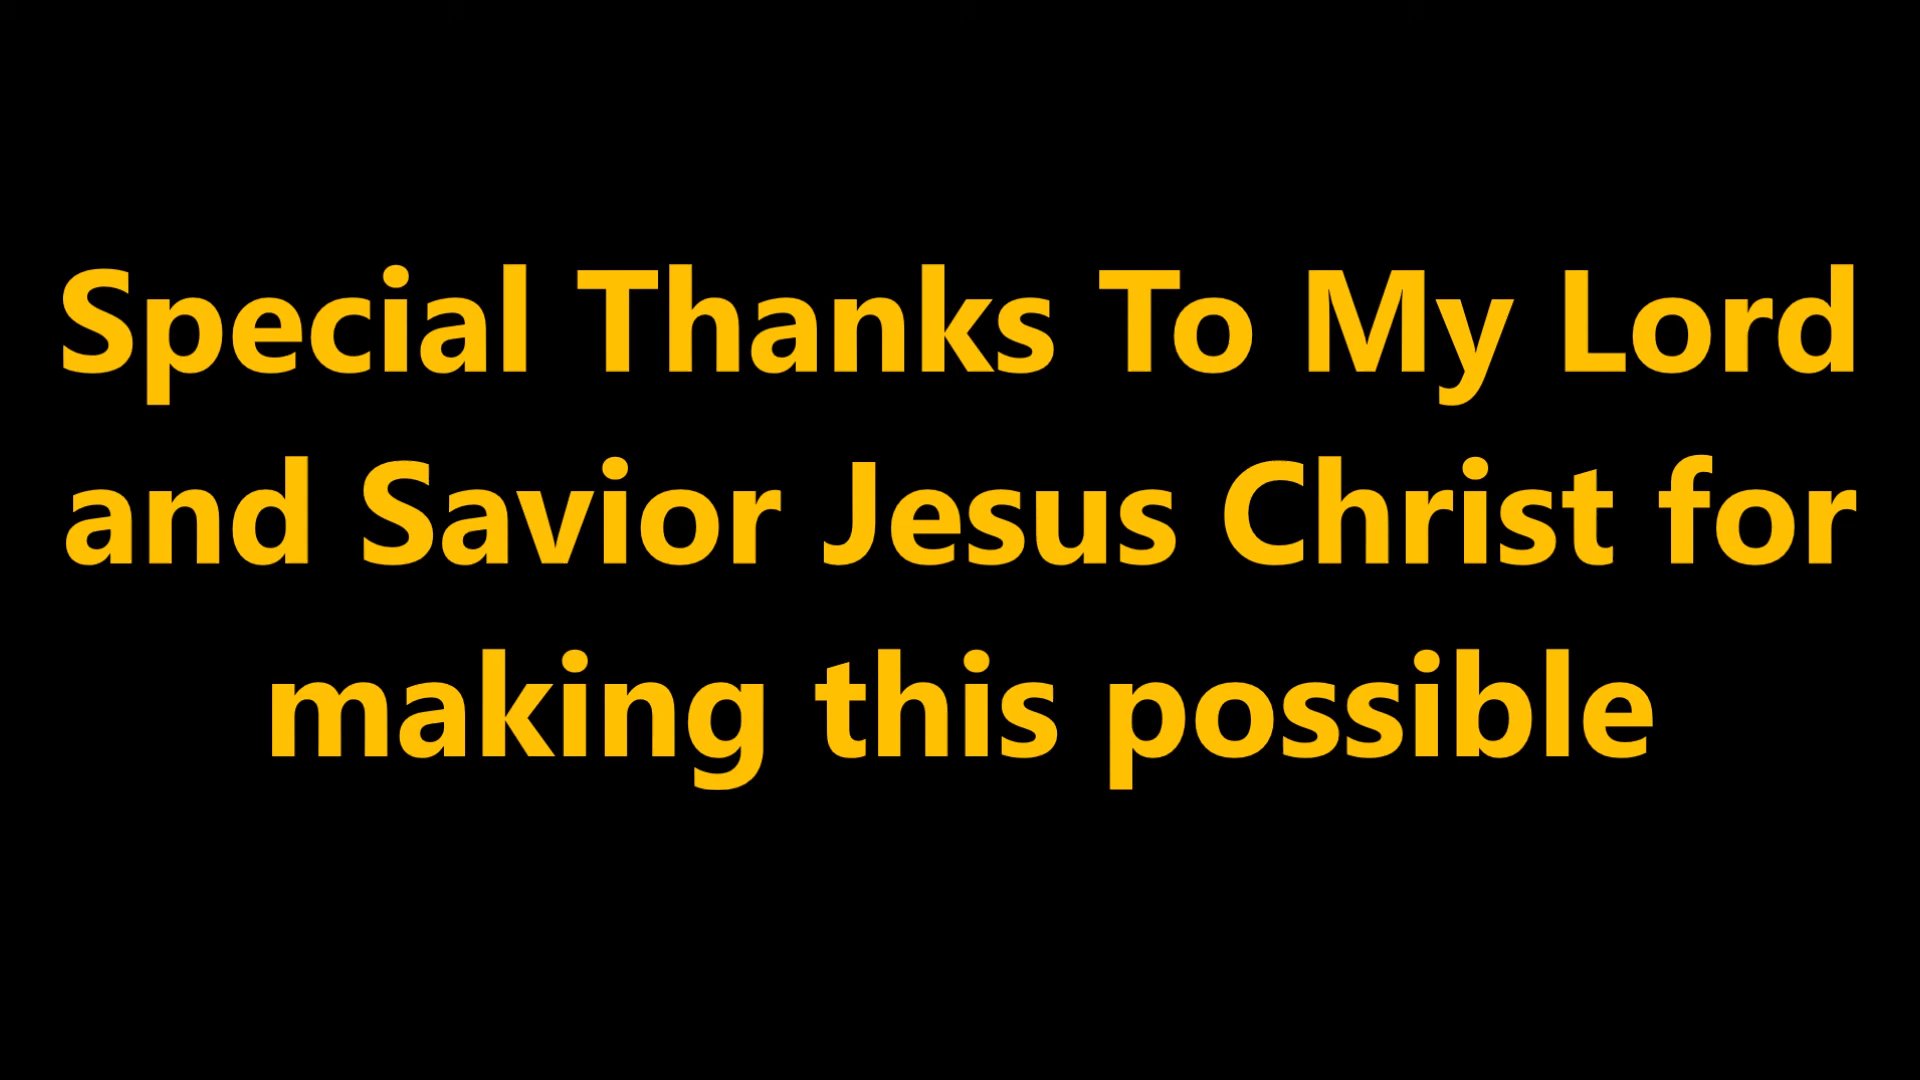 Special Thanks To My Lord
and Savior Jesus Christ for
making this possible